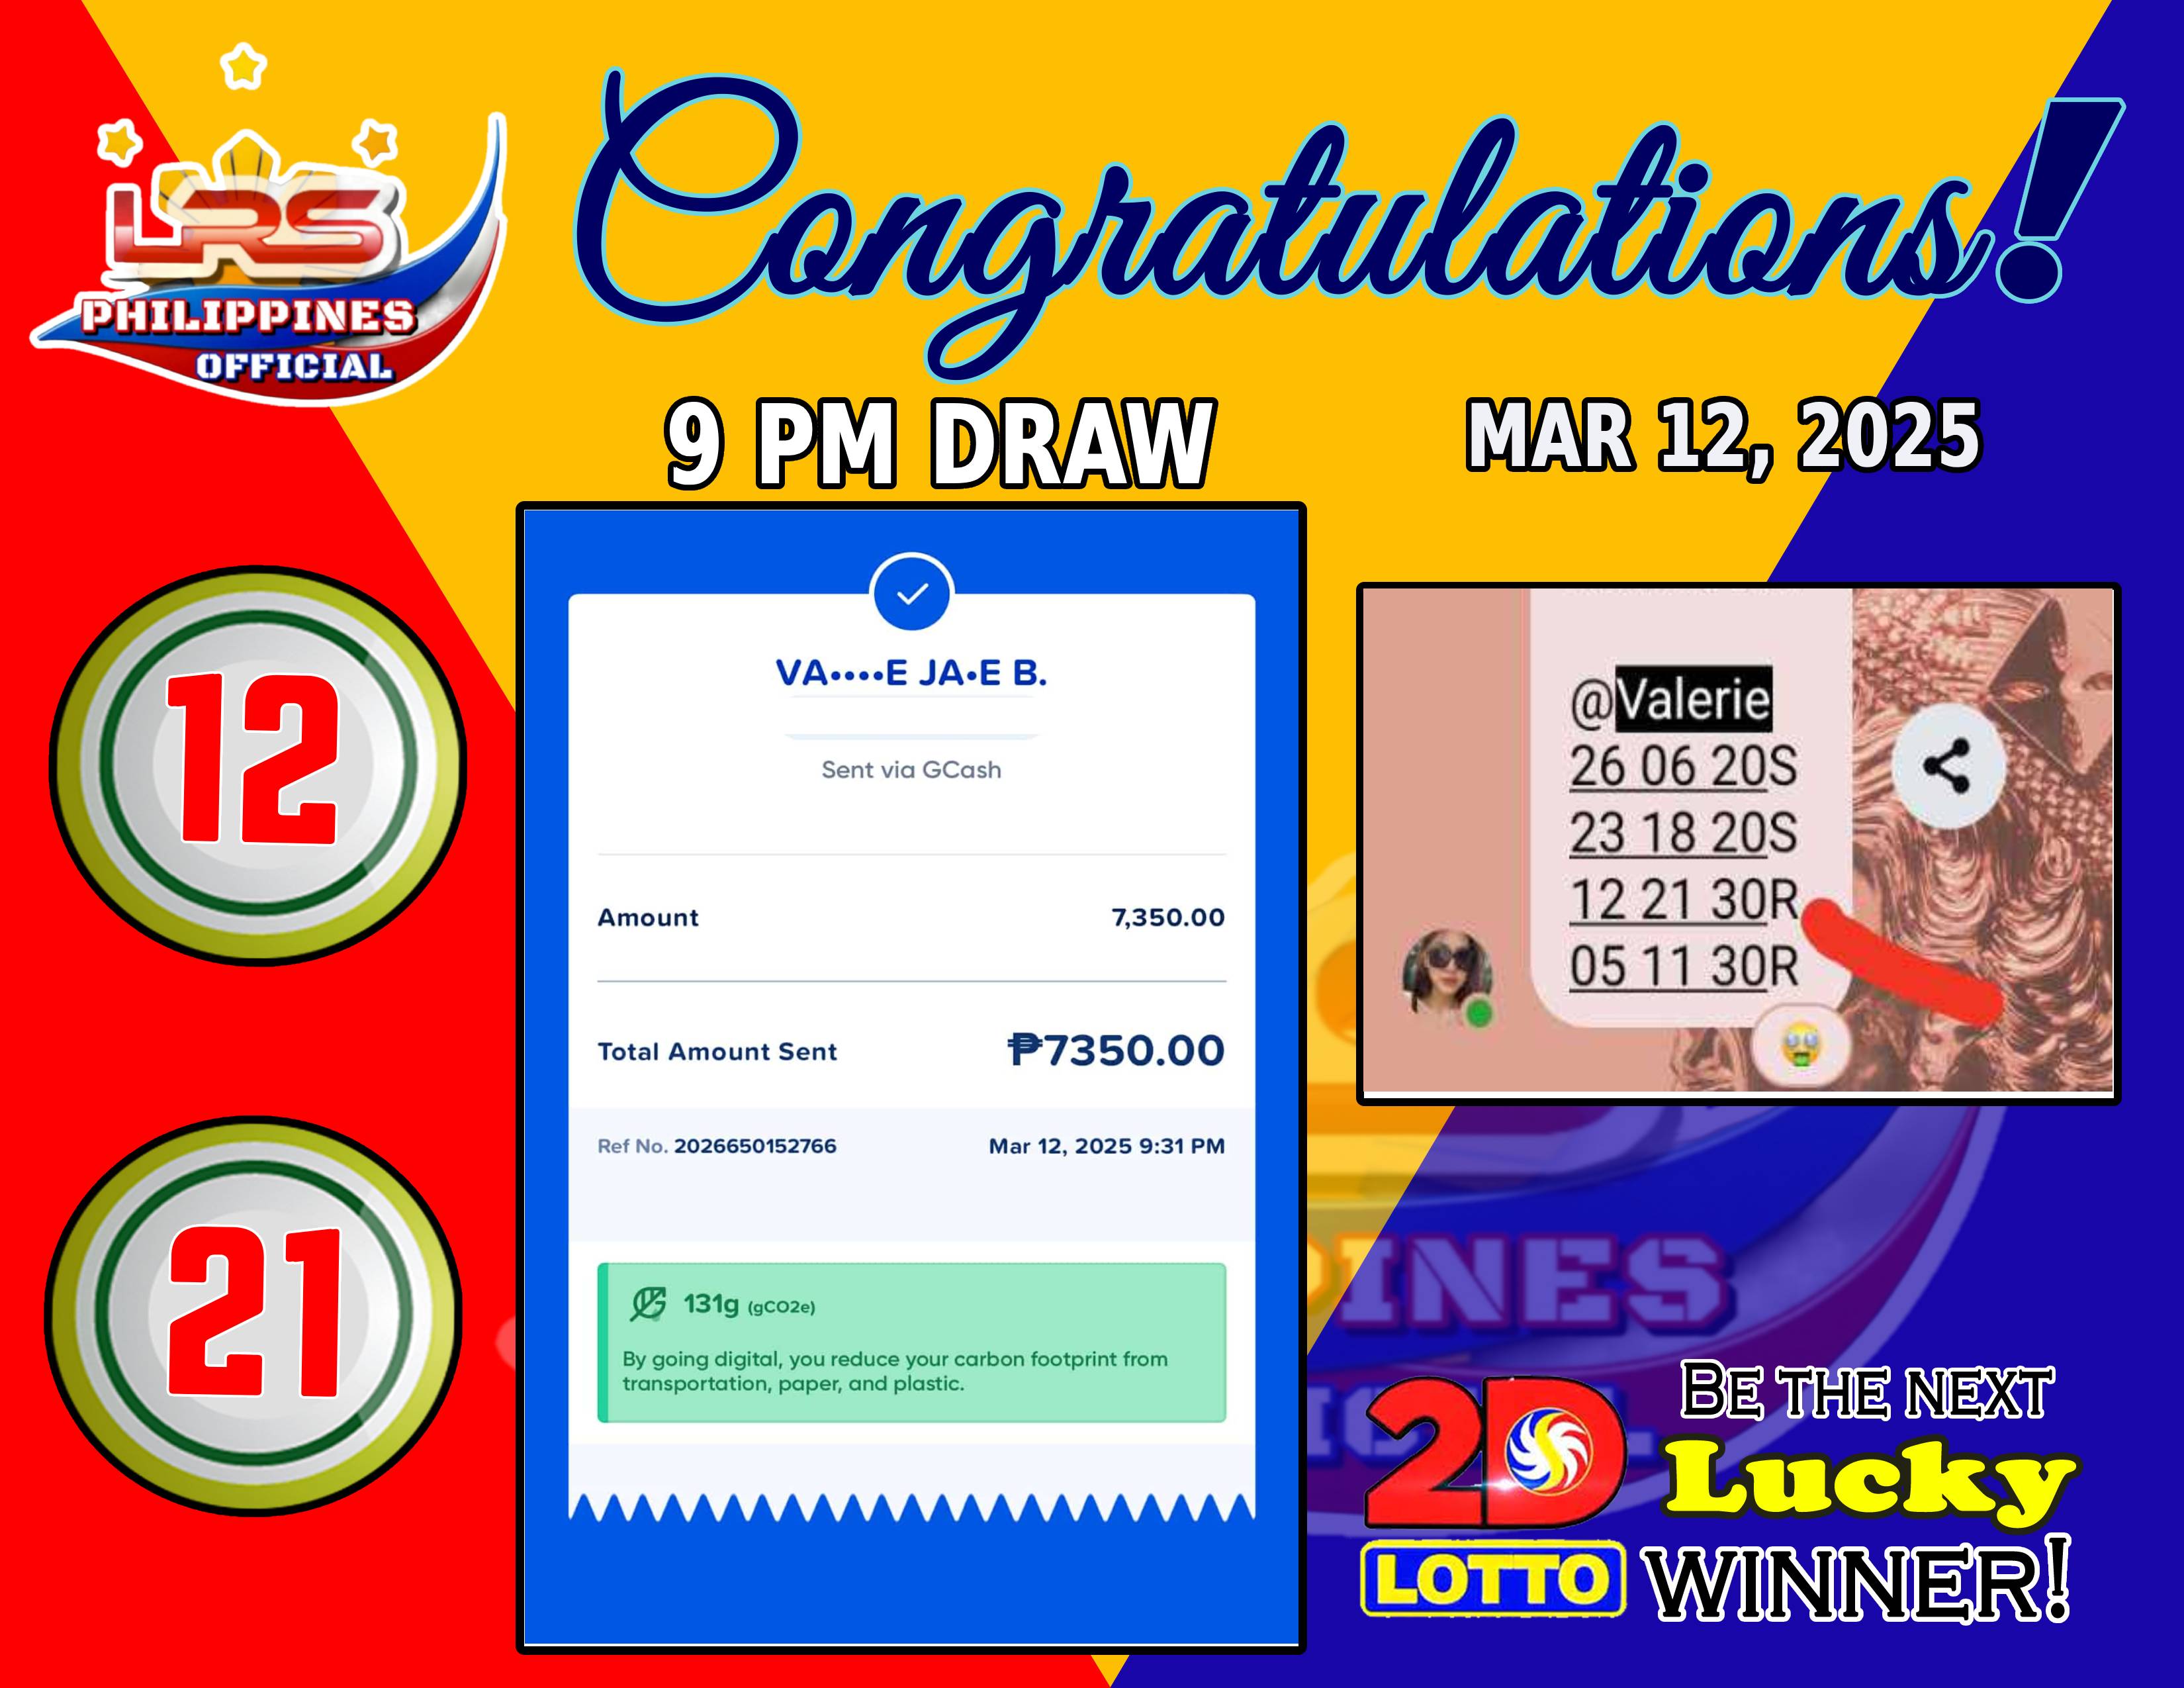 LRS
PHILIPPINES
OFFICIAL
Congratulations!
9 PM DRAW
MAR 12, 2025
12
21
VA••••E JA•E B.
Sent via GCash
Amount 7,350.00
Total Amount Sent ₱7350.00
Ref No. 2026650152766 Mar 12, 2025 9:31 PM
131g (gCO2e)
By going digital, you reduce your carbon footprint from
transportation, paper, and plastic.
@Valerie
26 06 20S
23 18 20S
12 21 30R
05 11 30R
PINES
2D
LOTTO
BE THE NEXT
Lucky
WINNER!